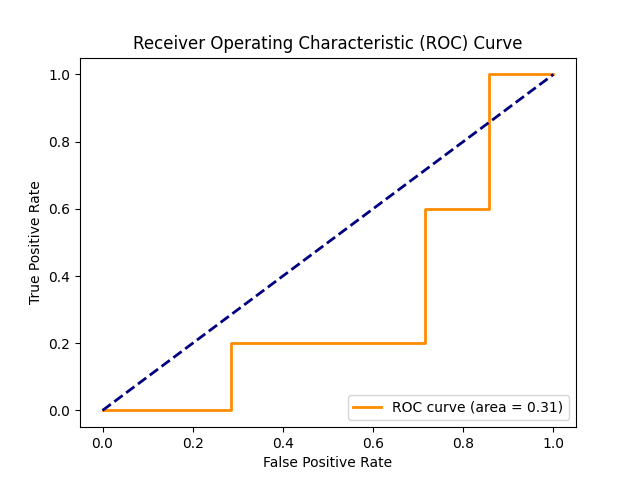 Receiver Operating Characteristic (ROC) Curve
1.0
0.8
0.6
0.4
0.2
0.0
True Positive Rate
ROC curve (area = 0.31)
0.0 0.2 0.4 0.6 0.8 1.0
False Positive Rate